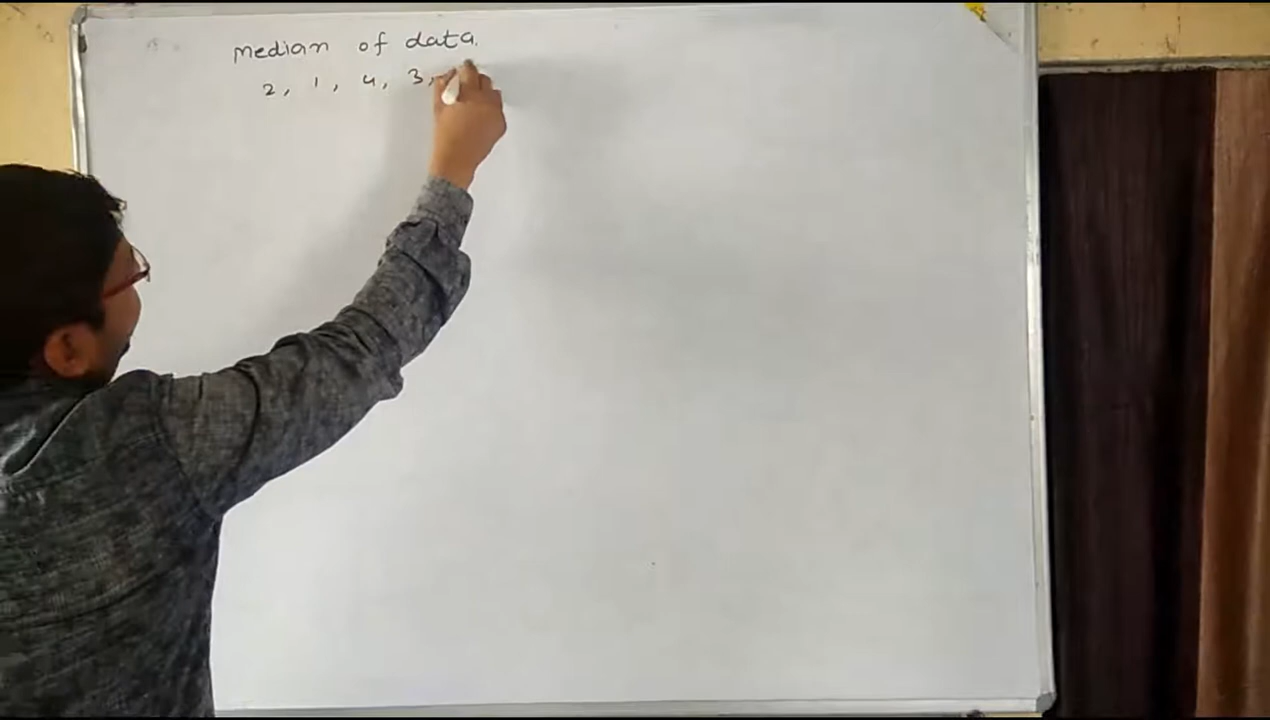 median of data.
2, 1, 4, 3,